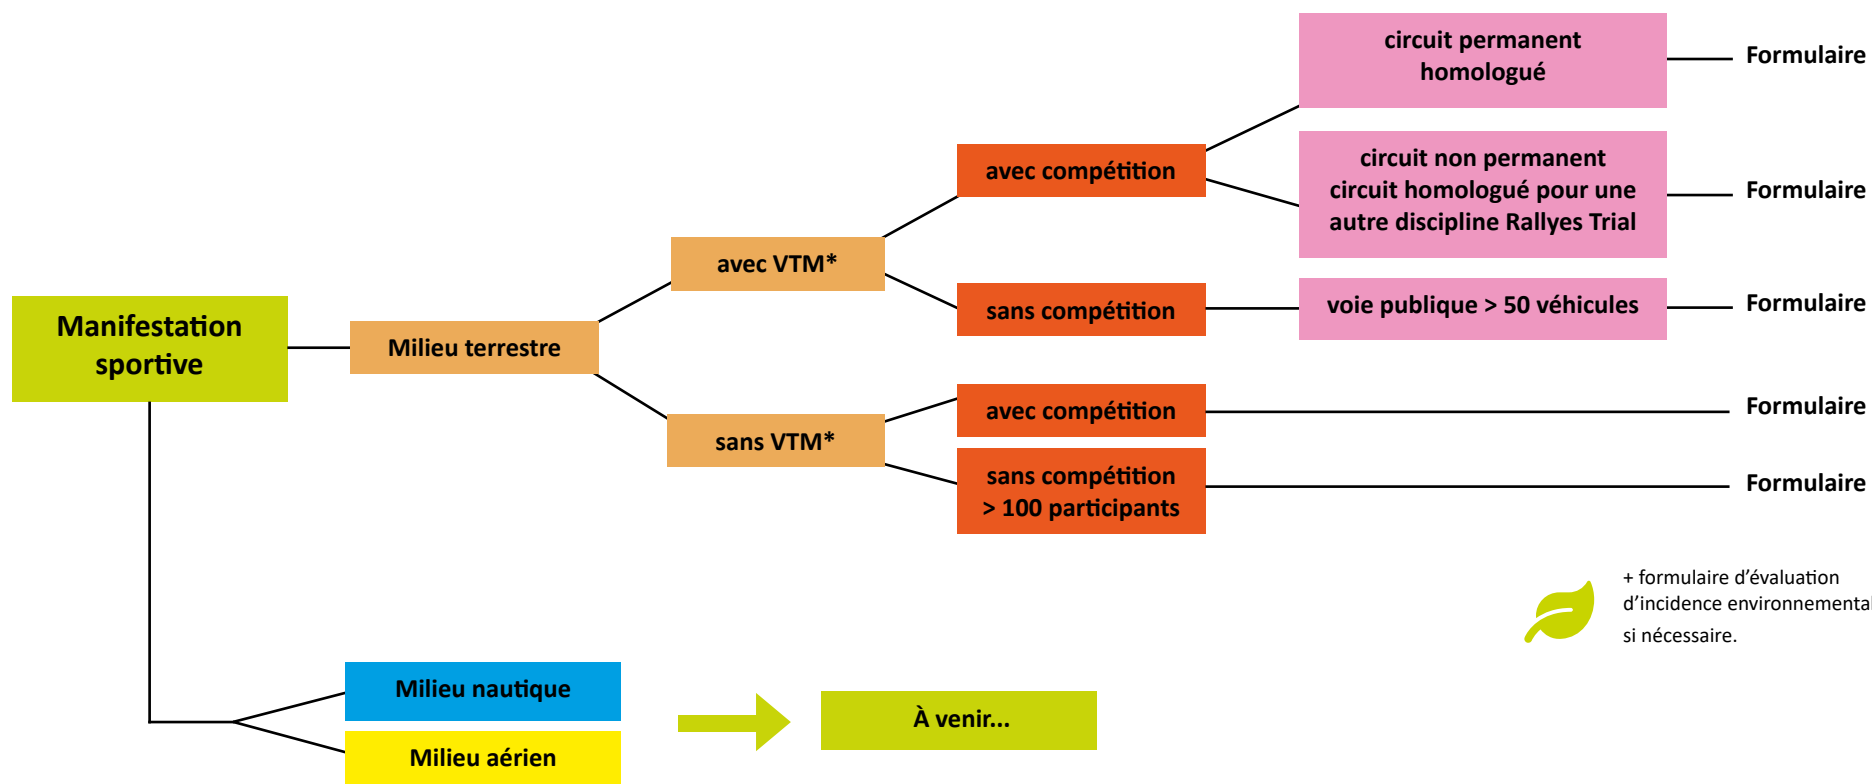 circuit permanent
homologué
Formulaire
circuit non permanent
circuit homologué pour une
autre discipline Rallyes Trial
Formulaire
avec compétition
avec VTM*
sans compétition
voie publique > 50 véhicules
Formulaire
Manifestation
sportive
Milieu terrestre
sans VTM*
avec compétition
Formulaire
sans compétition
> 100 participants
Formulaire
+ formulaire d’évaluation
d’incidence environnemental
si nécessaire.
Milieu nautique
Milieu aérien
À venir...